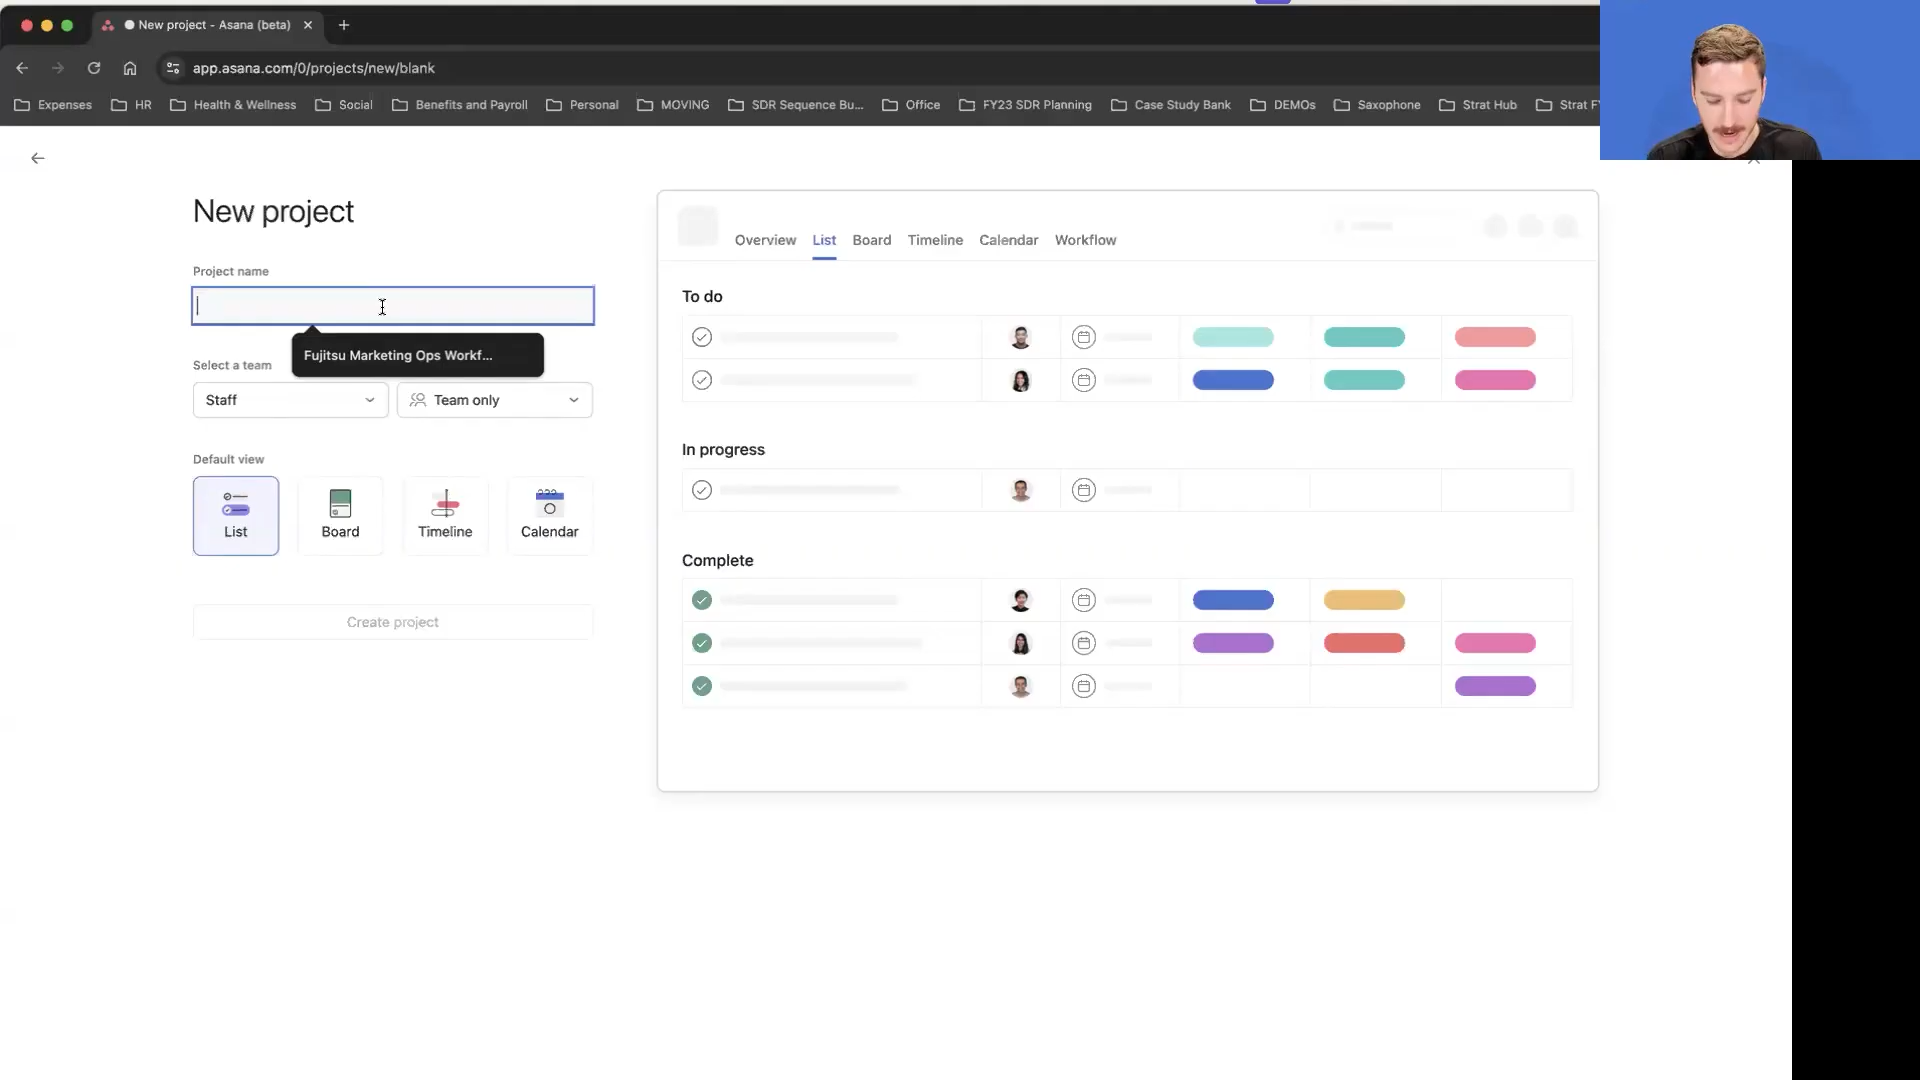 New project - Asana (beta)
app.asana.com/0/projects/new/blank
Expenses
HR
Health & Wellness
Social
Benefits and Payroll
Personal
MOVING
SDR Sequence Bu...
Office
FY23 SDR Planning
Case Study Bank
DEMOs
Saxophone
Strat Hub
Strat F
New project
Project name
Fujitsu Marketing Ops Workf...
Select a team
Staff
Team only
Default view
List
Board
Timeline
Calendar
Create project
Overview
List
Board
Timeline
Calendar
Workflow
To do
In progress
Complete